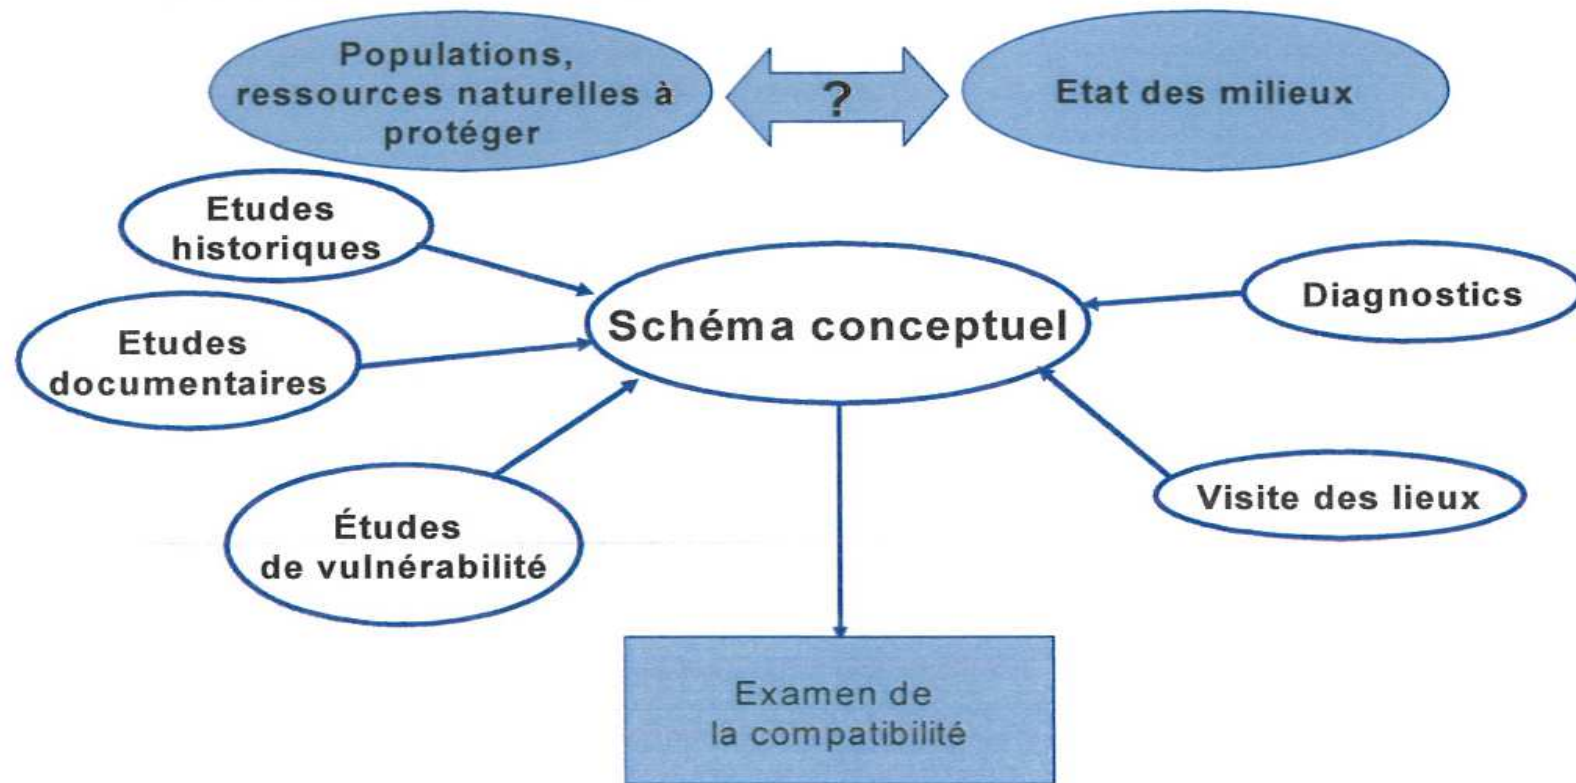 Populations,
ressources naturelles à
protéger
?
Etat des milieux
Etudes
historiques
Etudes
documentaires
Études
de vulnérabilité
Schéma conceptuel
Diagnostics
Visite des lieux
Examen de
la compatibilité